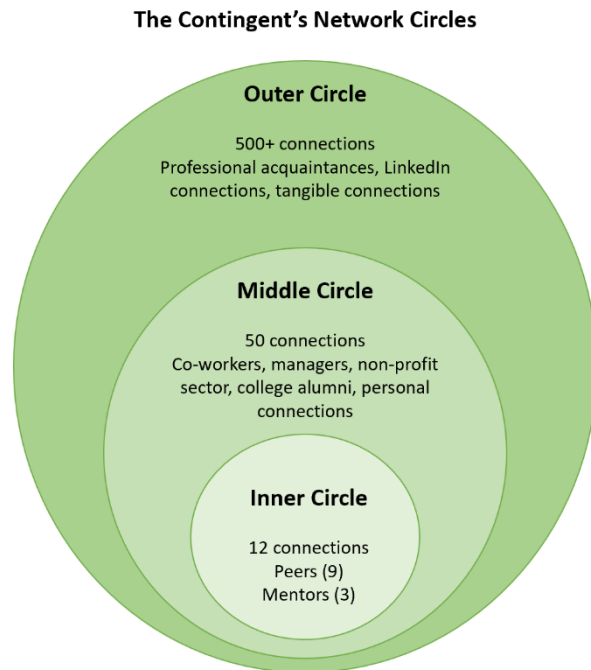 The Contingent's Network Circles
Outer Circle
500+ connections
Professional acquaintances, LinkedIn
connections, tangible connections
Middle Circle
50 connections
Co-workers, managers, non-profit
sector, college alumni, personal
connections
Inner Circle
12 connections
Peers (9)
Mentors (3)